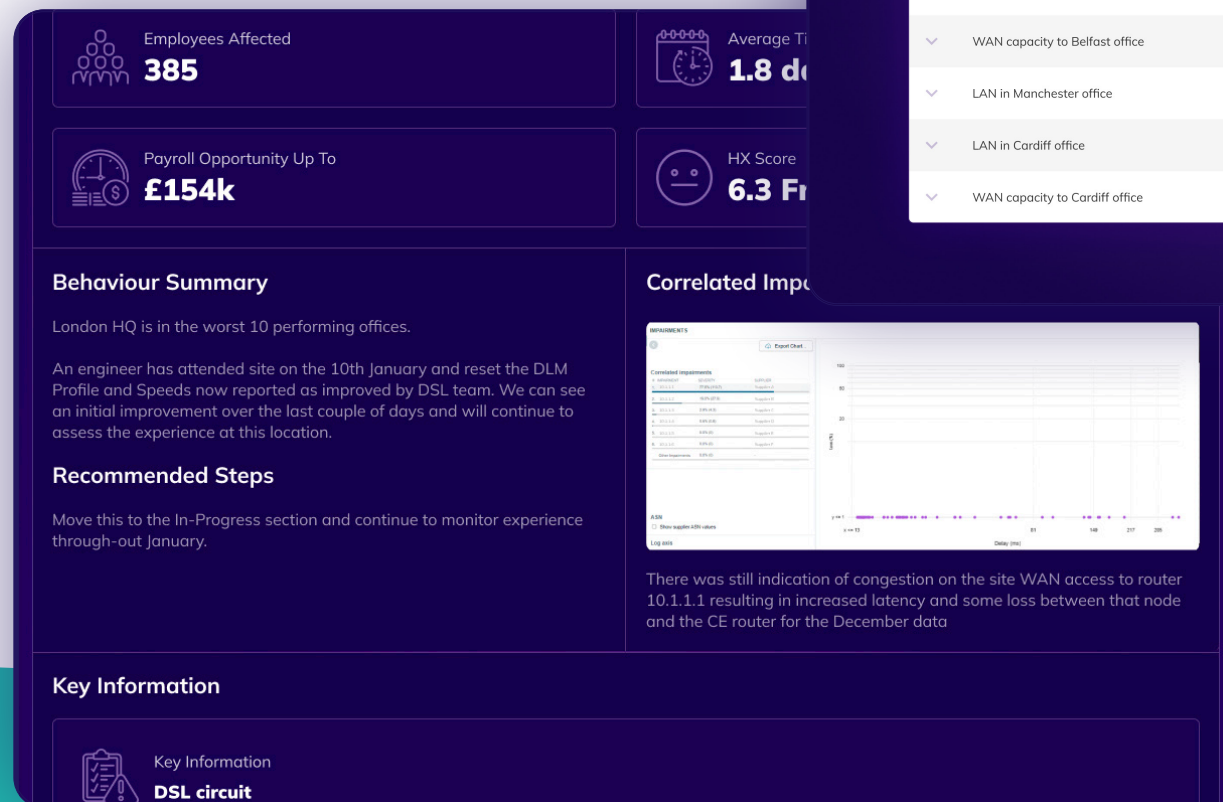 Employees Affected
385
Average Ti
1.8 da
Payroll Opportunity Up To
£154k
HX Score
6.3 Fr
WAN capacity to Belfast office
LAN in Manchester office
LAN in Cardiff office
WAN capacity to Cardiff office
Behaviour Summary
London HQ is in the worst 10 performing offices.
An engineer has attended site on the 10th January and reset the DLM
Profile and Speeds now reported as improved by DSL team. We can see
an initial improvement over the last couple of days and will continue to
assess the experience at this location.
Recommended Steps
Move this to the In-Progress section and continue to monitor experience
through-out January.
Correlated Impa
IMPAIRMENTS
Export Chart...
Correlated impairments
Other Impairments
ASN
Show supplier ASN values
Log axis
Delay (ms)
There was still indication of congestion on the site WAN access to router
10.1.1.1 resulting in increased latency and some loss between that node
and the CE router for the December data
Key Information
Key Information
DSL circuit